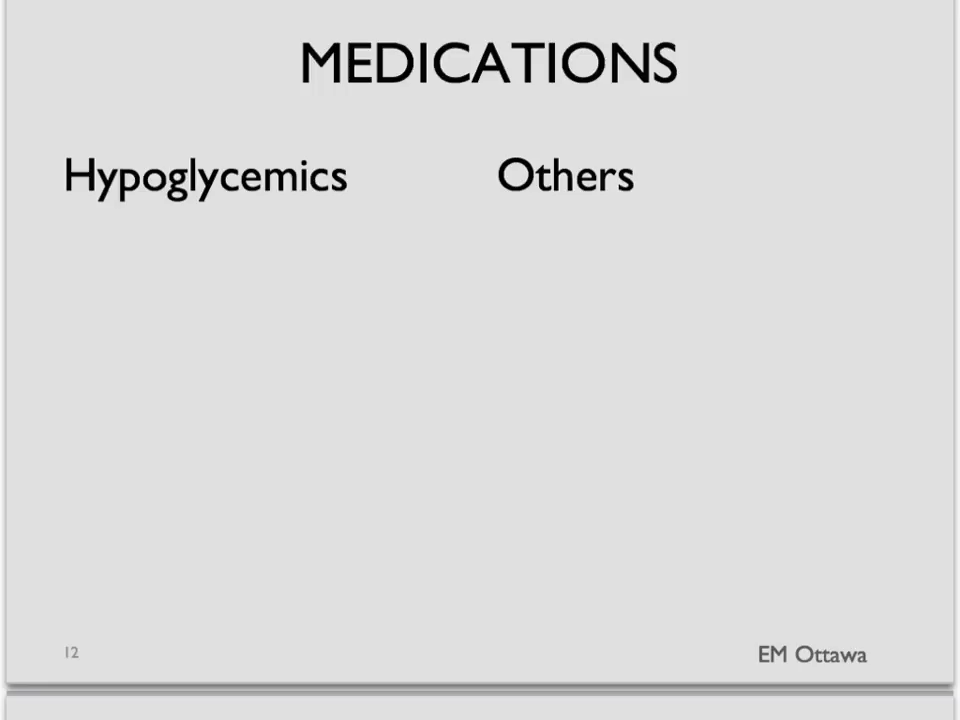 MEDICATIONS
Hypoglycemics
Others
12
EM Ottawa